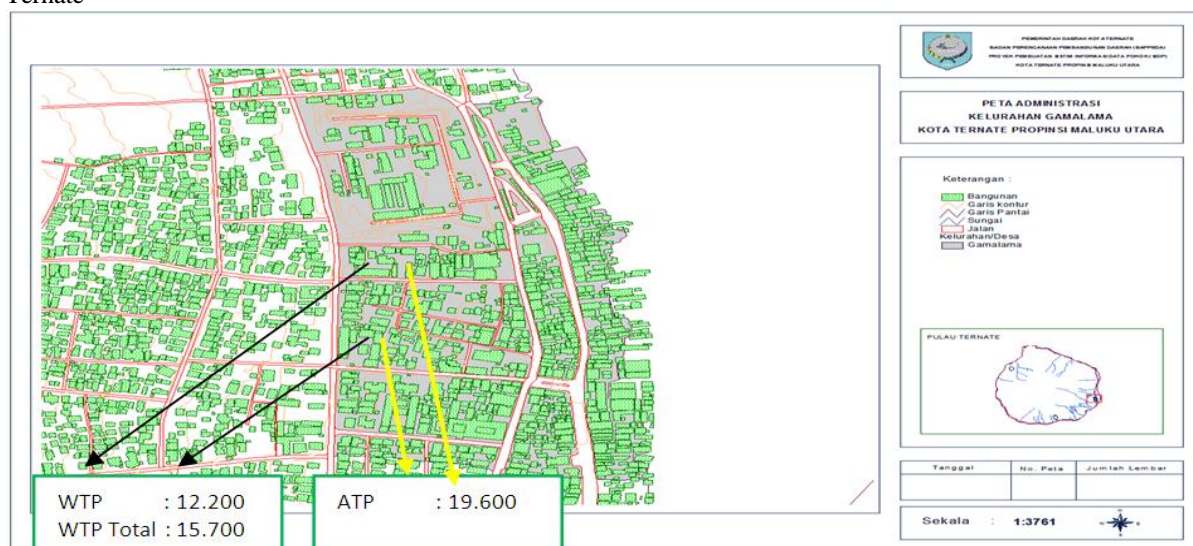 Ternate
PEMERINTAH DAERAH KOTA TERNATE
BADAN PERENCANAAN PEMBANGUNAN DAERAH (BAPPEDA)
KOTA TERNATE PROPINSI MALUKU UTARA
PETA ADMINISTRASI
KELURAHAN GAMALAMA
KOTA TERNATE PROPINSI MALUKU UTARA
Keterangan :
Bangunan
Garis kontur
Garis Pantai
Sungai
Jalan
Kelurahan/Desa
Gamalama
PULAU TERNATE
Tanggal No. Peta Jumlah Lembar
Sekala : 1:3761
WTP : 12.200
WTP Total : 15.700
ATP : 19.600